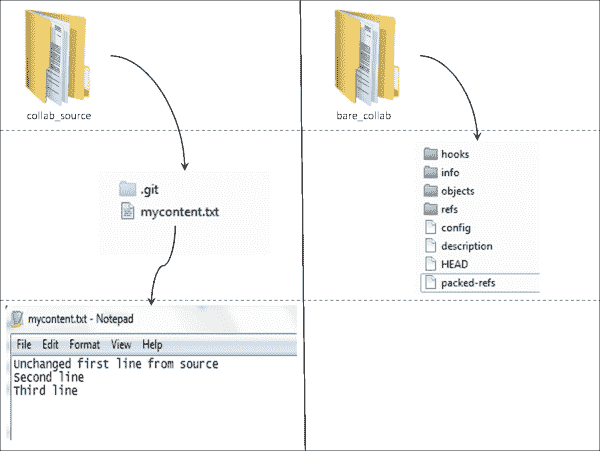 collab_source
.git
mycontent.txt
mycontent.txt - Notepad
File Edit Format View Help
Unchanged first line from source
Second line
Third line
bare_collab
hooks
info
objects
refs
config
description
HEAD
packed-refs